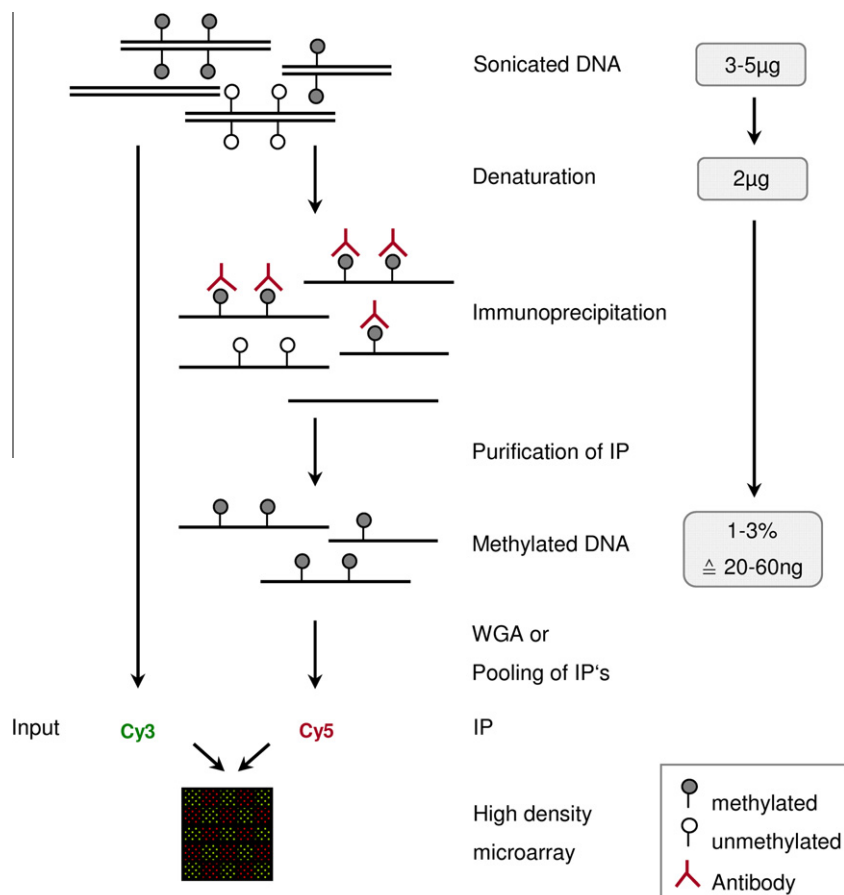 Sonicated DNA
3-5µg
Denaturation
2µg
Immunoprecipitation
Purification of IP
Methylated DNA
1-3%
≙ 20-60ng
WGA or
Pooling of IP‘s
Input
Cy3
Cy5
IP
High density
microarray
methylated
unmethylated
Antibody